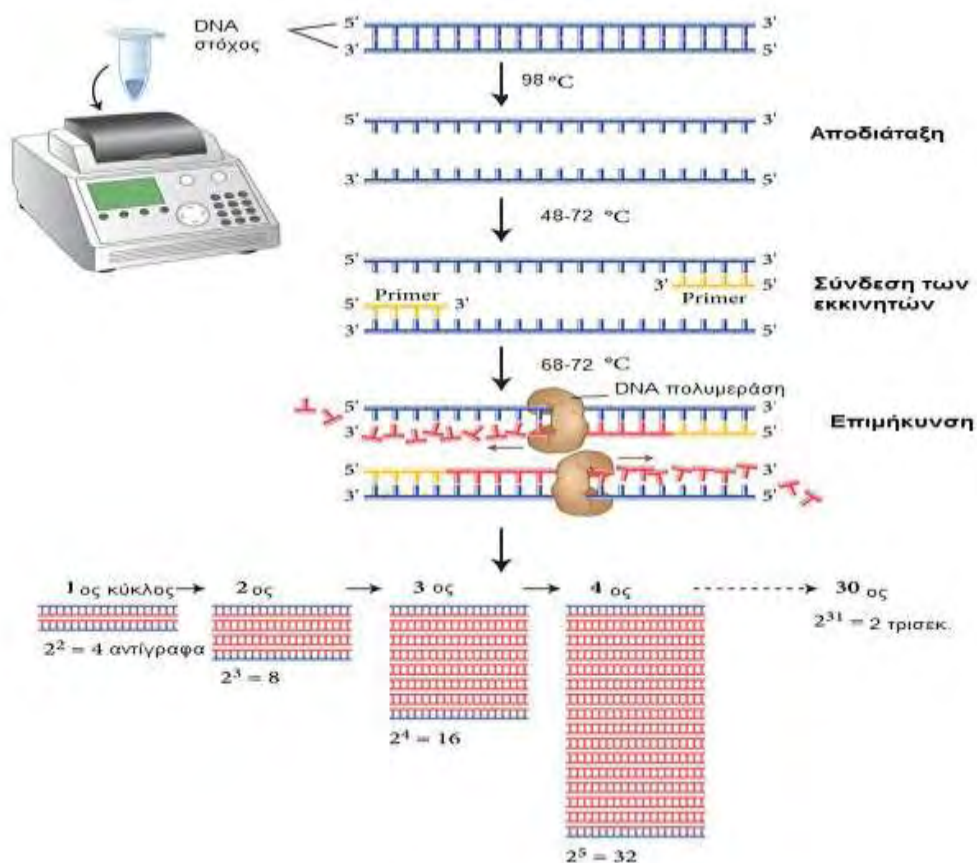 DNA
στόχος
5' 3'
3' 5'
98 °C
5' 3'
Αποδιάταξη
3' 5'
48-72 °C
5' 3'
3' 5'
Primer
Primer
5' 3'
3' 5'
Σύνδεση των
εκκινητών
68-72 °C
DNA πολυμεράση
5' 3'
3' 5'
Επιμήκυνση
5' 3'
3' 5'
1 ος κύκλος
2 ος
3 ος
4 ος
30 ος
2² = 4 αντίγραφα
2³ = 8
2⁴ = 16
2⁵ = 32
2³¹ = 2 τρισεκ.